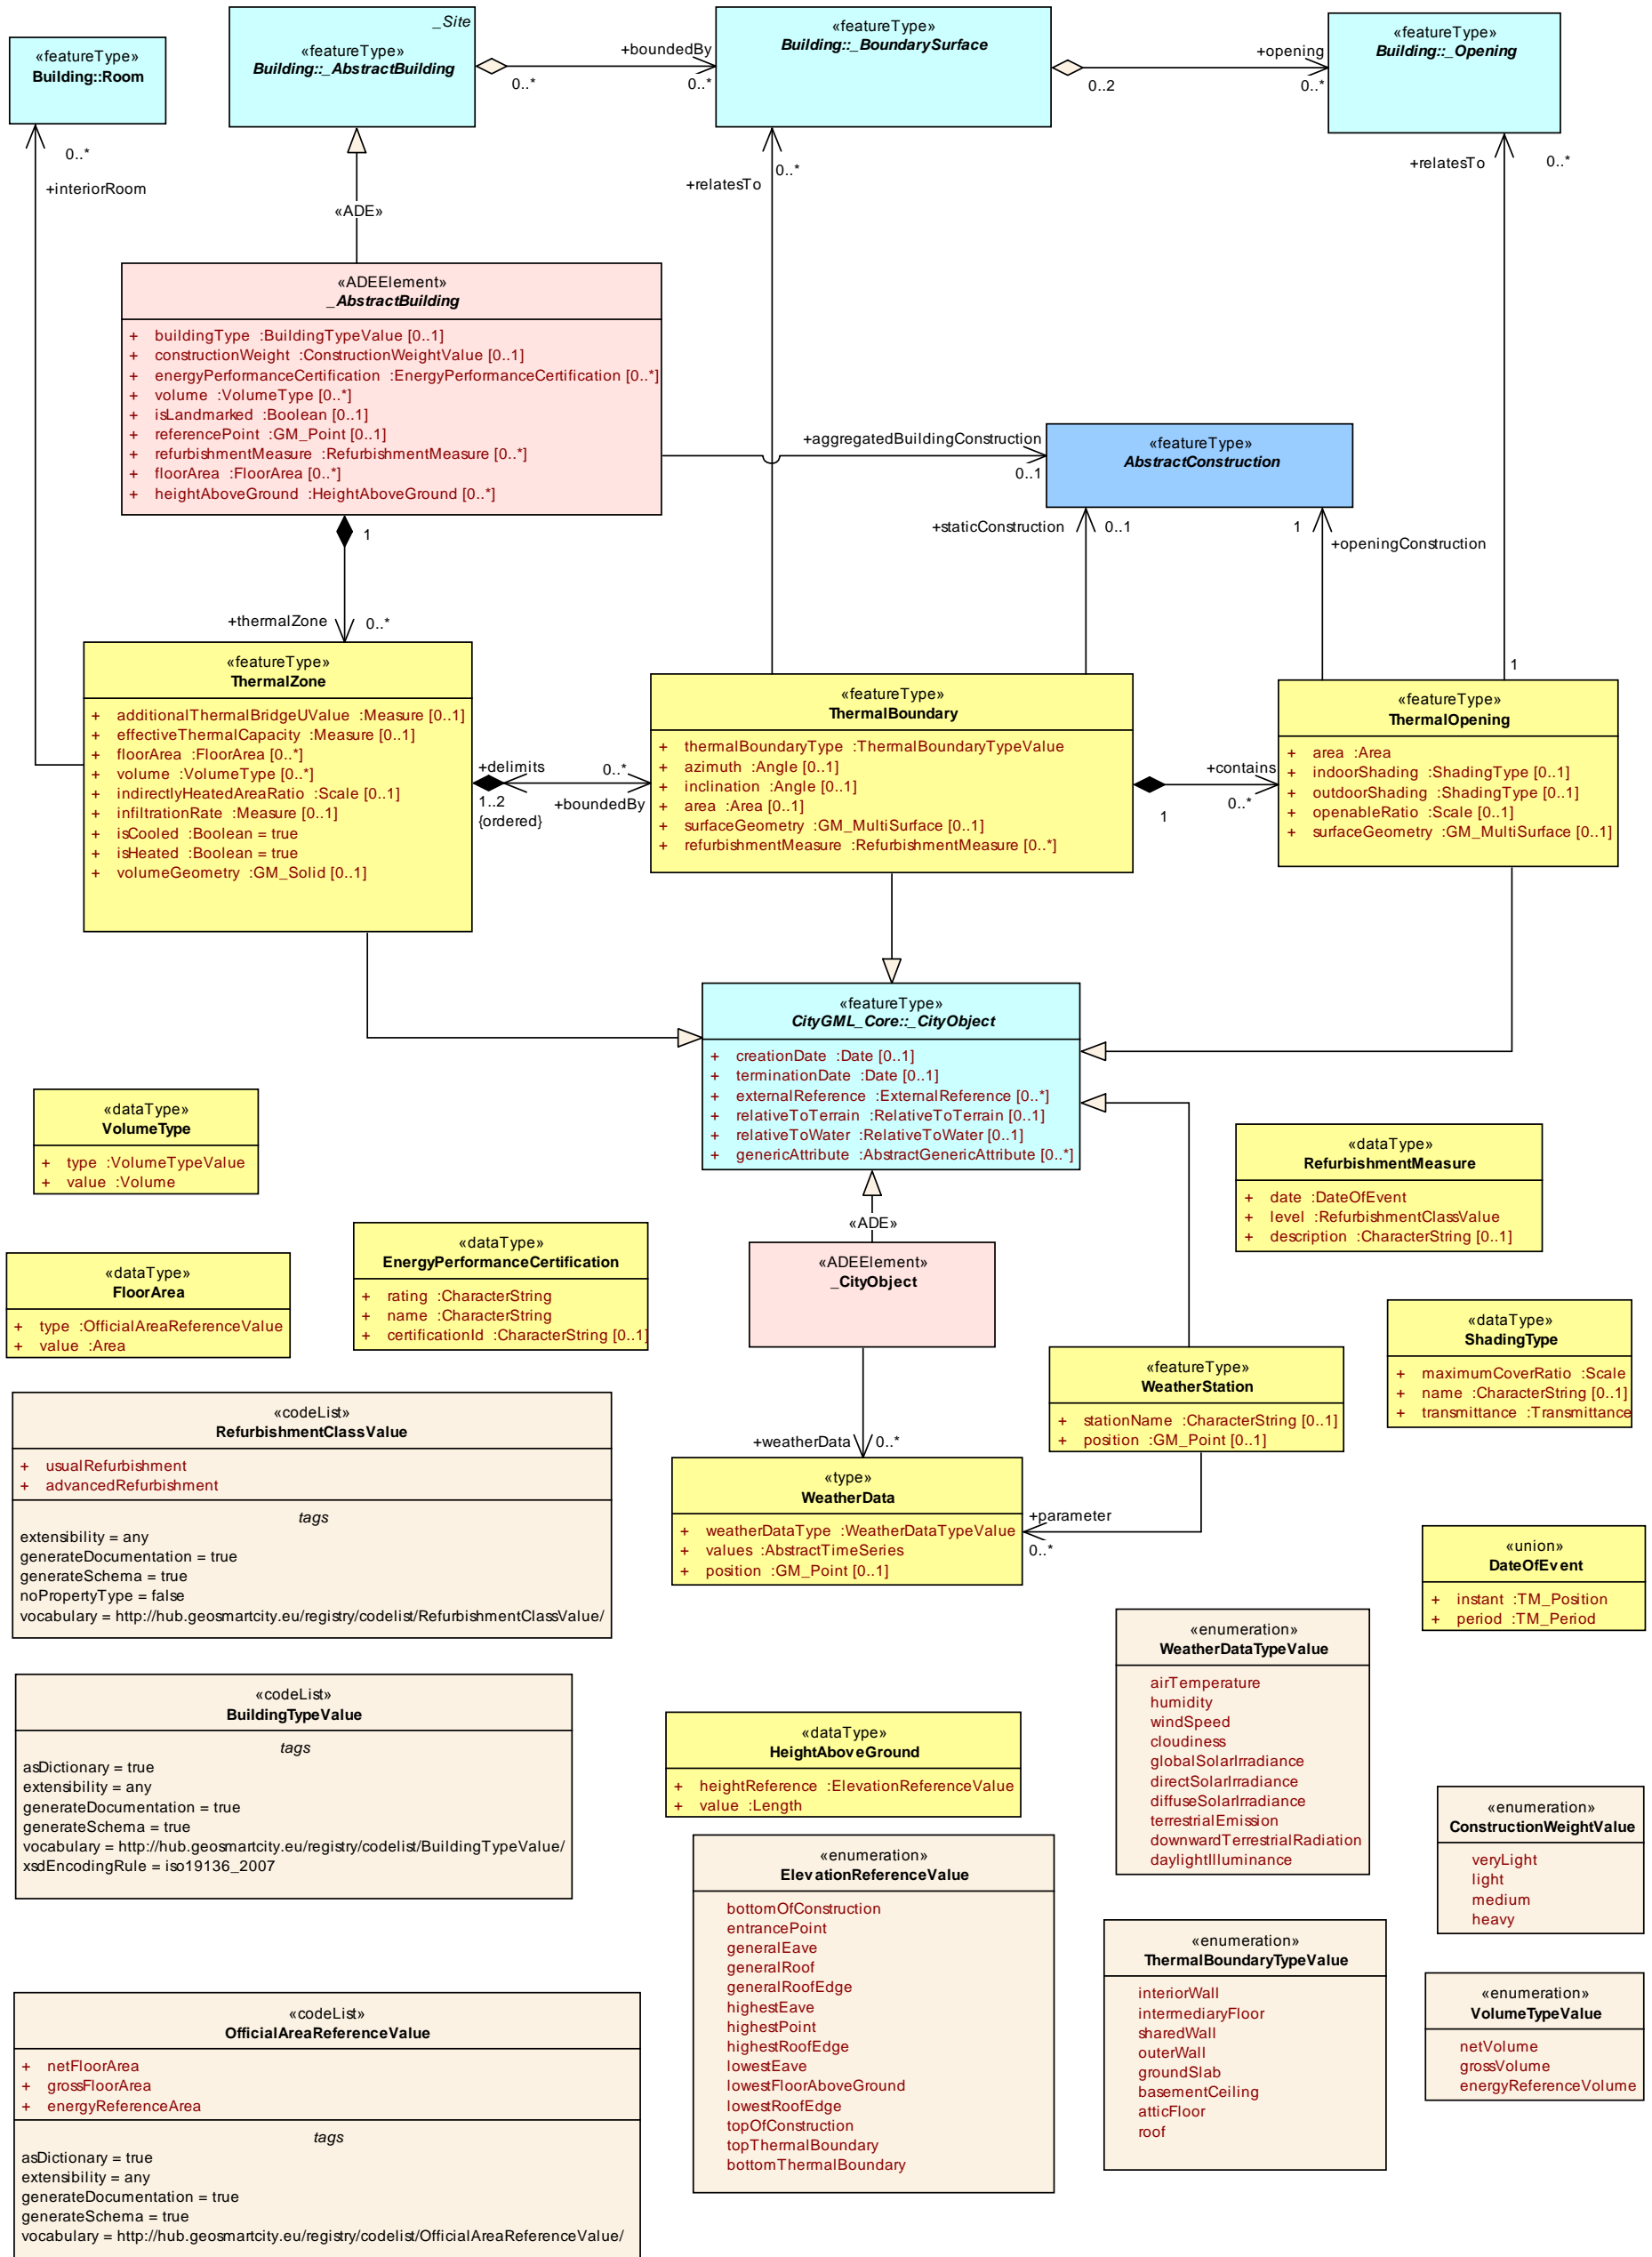 _Site
«featureType»
Building::_AbstractBuilding
«featureType»
Building::Room
«featureType»
Building::_BoundarySurface
«featureType»
Building::_Opening
+boundedBy
0..*
0..*
+opening
0..2
0..*
0..*
+interiorRoom
«ADE»
+relatesTo
0..*
+relatesTo
0..*
«ADEElement»
_AbstractBuilding
+ buildingType :BuildingTypeValue [0..1]
+ constructionWeight :ConstructionWeightValue [0..1]
+ energyPerformanceCertification :EnergyPerformanceCertification [0..*]
+ volume :VolumeType [0..*]
+ isLandmarked :Boolean [0..1]
+ referencePoint :GM_Point [0..1]
+ refurbishmentMeasure :RefurbishmentMeasure [0..*]
+ floorArea :FloorArea [0..*]
+ heightAboveGround :HeightAboveGround [0..*]
+aggregatedBuildingConstruction
0..1
«featureType»
AbstractConstruction
1
+staticConstruction
0..1
1
+openingConstruction
+thermalZone
0..*
1
«featureType»
ThermalZone
+ additionalThermalBridgeUValue :Measure [0..1]
+ effectiveThermalCapacity :Measure [0..1]
+ floorArea :FloorArea [0..*]
+ volume :VolumeType [0..*]
+ indirectlyHeatedAreaRatio :Scale [0..1]
+ infiltrationRate :Measure [0..1]
+ isCooled :Boolean = true
+ isHeated :Boolean = true
+ volumeGeometry :GM_Solid [0..1]
+delimits
0..*
1..2
+boundedBy
{ordered}
«featureType»
ThermalBoundary
+ thermalBoundaryType :ThermalBoundaryTypeValue
+ azimuth :Angle [0..1]
+ inclination :Angle [0..1]
+ area :Area [0..1]
+ surfaceGeometry :GM_MultiSurface [0..1]
+ refurbishmentMeasure :RefurbishmentMeasure [0..*]
+contains
0..*
1
«featureType»
ThermalOpening
+ area :Area
+ indoorShading :ShadingType [0..1]
+ outdoorShading :ShadingType [0..1]
+ openableRatio :Scale [0..1]
+ surfaceGeometry :GM_MultiSurface [0..1]
«featureType»
CityGML_Core::_CityObject
+ creationDate :Date [0..1]
+ terminationDate :Date [0..1]
+ externalReference :ExternalReference [0..*]
+ relativeToTerrain :RelativeToTerrain [0..1]
+ relativeToWater :RelativeToWater [0..1]
+ genericAttribute :AbstractGenericAttribute [0..*]
«dataType»
VolumeType
+ type :VolumeTypeValue
+ value :Volume
«dataType»
RefurbishmentMeasure
+ date :DateOfEvent
+ level :RefurbishmentClassValue
+ description :CharacterString [0..1]
«ADE»
«dataType»
EnergyPerformanceCertification
+ rating :CharacterString
+ name :CharacterString
+ certificationId :CharacterString [0..1]
«ADEElement»
_CityObject
«dataType»
FloorArea
+ type :OfficialAreaReferenceValue
+ value :Area
«dataType»
ShadingType
+ maximumCoverRatio :Scale
+ name :CharacterString [0..1]
+ transmittance :Transmittance
«featureType»
WeatherStation
+ stationName :CharacterString [0..1]
+ position :GM_Point [0..1]
«codeList»
RefurbishmentClassValue
+ usualRefurbishment
+ advancedRefurbishment
tags
extensibility = any
generateDocumentation = true
generateSchema = true
noPropertyType = false
vocabulary = http://hub.geosmartcity.eu/registry/codelist/RefurbishmentClassValue/
+weatherData
0..*
«type»
WeatherData
+ weatherDataType :WeatherDataTypeValue
+ values :AbstractTimeSeries
+ position :GM_Point [0..1]
+parameter
0..*
«union»
DateOfEvent
+ instant :TM_Position
+ period :TM_Period
«enumeration»
WeatherDataTypeValue
airTemperature
humidity
windSpeed
cloudiness
globalSolarIrradiance
directSolarIrradiance
diffuseSolarIrradiance
terrestrialEmission
downwardTerrestrialRadiation
daylightIlluminance
«codeList»
BuildingTypeValue
tags
asDictionary = true
extensibility = any
generateDocumentation = true
generateSchema = true
vocabulary = http://hub.geosmartcity.eu/registry/codelist/BuildingTypeValue/
xsdEncodingRule = iso19136_2007
«dataType»
HeightAboveGround
+ heightReference :ElevationReferenceValue
+ value :Length
«enumeration»
ConstructionWeightValue
veryLight
light
medium
heavy
«enumeration»
ElevationReferenceValue
bottomOfConstruction
entrancePoint
generalEave
generalRoof
generalRoofEdge
highestEave
highestPoint
highestRoofEdge
lowestEave
lowestFloorAboveGround
lowestRoofEdge
topOfConstruction
topThermalBoundary
bottomThermalBoundary
«enumeration»
ThermalBoundaryTypeValue
interiorWall
intermediaryFloor
sharedWall
outerWall
groundSlab
basementCeiling
atticFloor
roof
«enumeration»
VolumeTypeValue
netVolume
grossVolume
energyReferenceVolume
«codeList»
OfficialAreaReferenceValue
+ netFloorArea
+ grossFloorArea
+ energyReferenceArea
tags
asDictionary = true
extensibility = any
generateDocumentation = true
generateSchema = true
vocabulary = http://hub.geosmartcity.eu/registry/codelist/OfficialAreaReferenceValue/